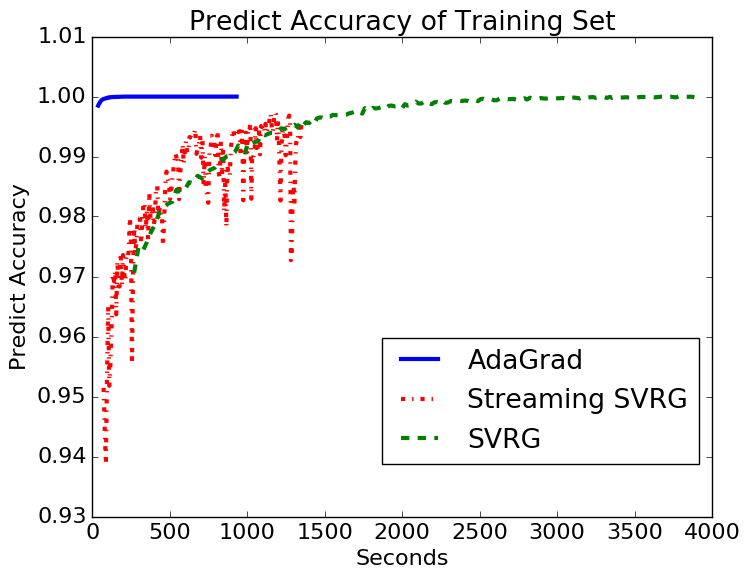 Predict Accuracy of Training Set
1.01
1.00
0.99
0.98
0.97
0.96
0.95
0.94
0.93
Predict Accuracy
AdaGrad
Streaming SVRG
SVRG
0 500 1000 1500 2000 2500 3000 3500 4000
Seconds